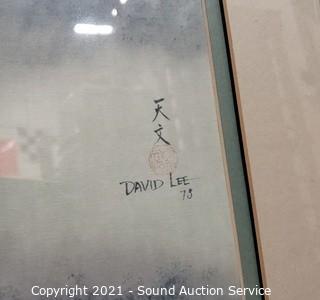 天
文
DAVID LEE
78
Copyright 2021 - Sound Auction Service